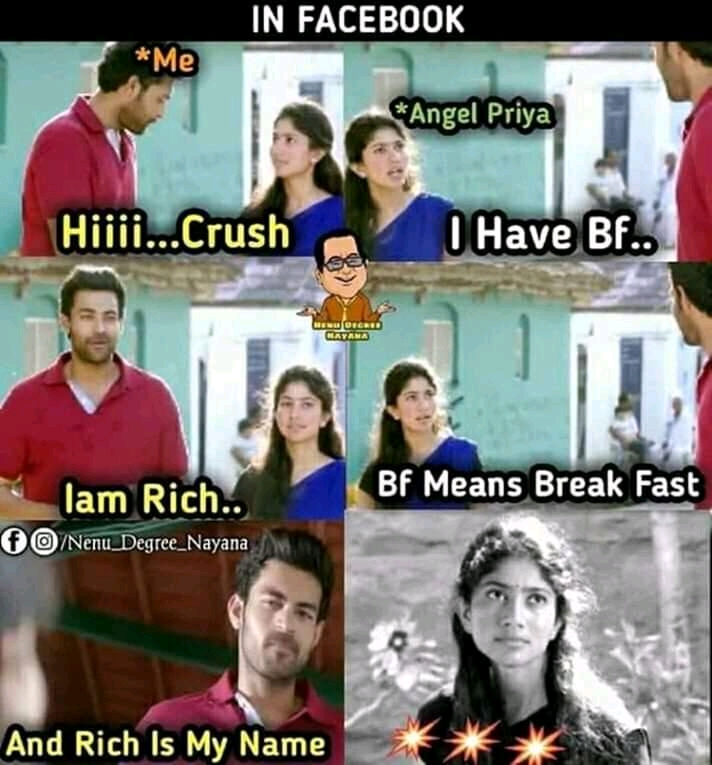 IN FACEBOOK
*Me
Hiiii...Crush
*Angel Priya
I Have Bf..
NENU DEGREE
NAYANA
Iam Rich..
Bf Means Break Fast
f /Nenu_Degree_Nayana
And Rich Is My Name